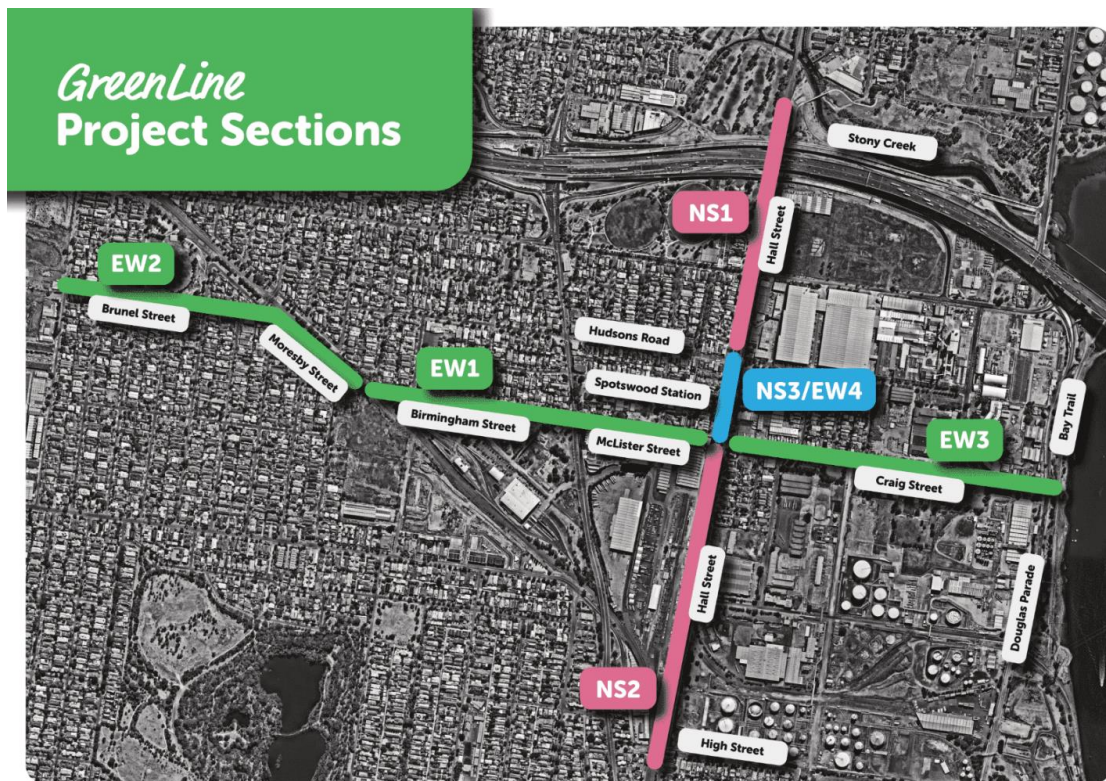 GreenLine
Project Sections
Stony Creek
NS1
Hall Street
EW2
Brunel Street
Moresby Street
Hudsons Road
EW1
Spotswood Station
NS3/EW4
Birmingham Street
McLister Street
EW3
Bay Trail
Craig Street
Hall Street
Douglas Parade
NS2
High Street